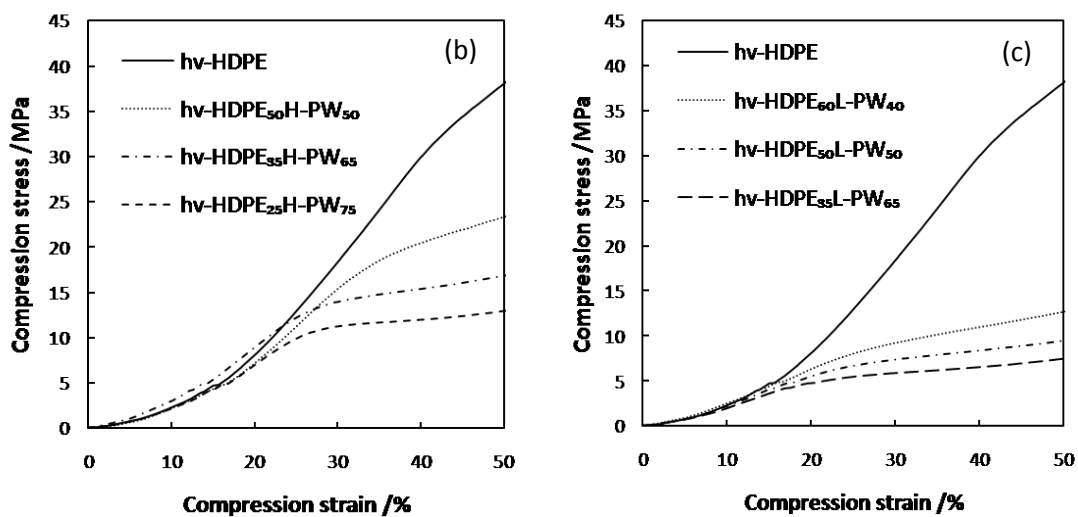 45
40
35
30
25
20
15
10
5
0
Compression stress /MPa
(b)
hv-HDPE
hv-HDPE₅₀H-PW₅₀
hv-HDPE₃₅H-PW₆₅
hv-HDPE₂₅H-PW₇₅
0 10 20 30 40 50
Compression strain /%
45
40
35
30
25
20
15
10
5
0
Compression stress /MPa
(c)
hv-HDPE
hv-HDPE₆₀L-PW₄₀
hv-HDPE₅₀L-PW₅₀
hv-HDPE₃₅L-PW₆₅
0 10 20 30 40 50
Compression strain /%